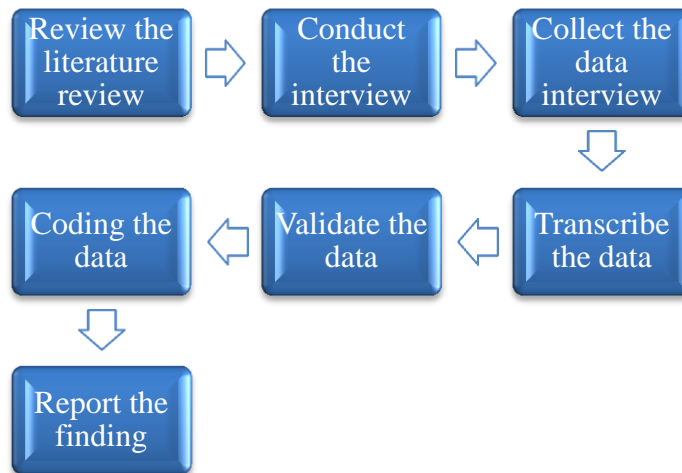 Review the
literature
review
Conduct
the
interview
Collect the
data
interview
Transcribe
the data
Validate the
data
Coding the
data
Report the
finding